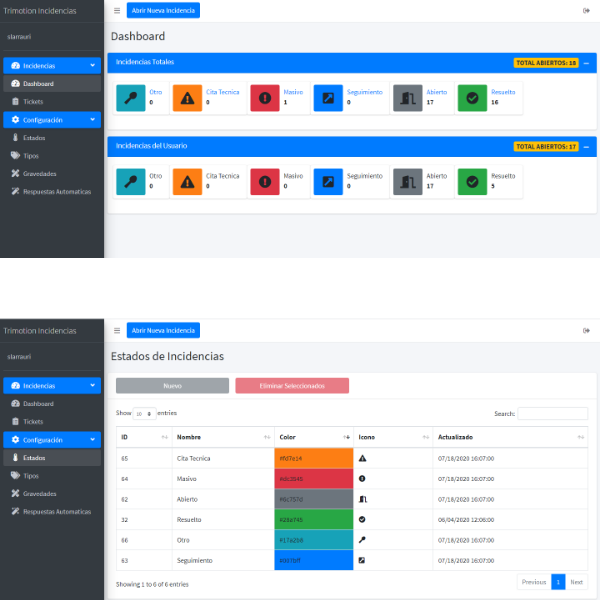 Trimotion Incidencias
Abrir Nueva Incidencia
slarrauri
Dashboard
Incidencias
Dashboard
Tickets
Configuración
Estados
Tipos
Gravedades
Respuestas Automaticas
Incidencias Totales
TOTAL ABIERTOS: 18
Otro
0
Cita Tecnica
0
Masivo
1
Seguimiento
0
Abierto
17
Resuelto
16
Incidencias del Usuario
TOTAL ABIERTOS: 17
Otro
0
Cita Tecnica
0
Masivo
0
Seguimiento
0
Abierto
17
Resuelto
5
Trimotion Incidencias
Abrir Nueva Incidencia
slarrauri
Estados de Incidencias
Incidencias
Dashboard
Tickets
Configuración
Estados
Tipos
Gravedades
Respuestas Automaticas
Nuevo
Eliminar Seleccionados
Show 10 entries
Search:
ID Nombre Color Icono Actualizado
65 Cita Tecnica #fd7e14 07/18/2020 16:07:00
64 Masivo #dc3545 07/18/2020 16:07:00
62 Abierto #6c757d 07/18/2020 16:07:00
32 Resuelto #28a745 06/04/2020 12:06:00
66 Otro #17a2b8 07/18/2020 16:07:00
63 Seguimiento #007bff 07/18/2020 16:07:00
Showing 1 to 6 of 6 entries
Previous 1 Next